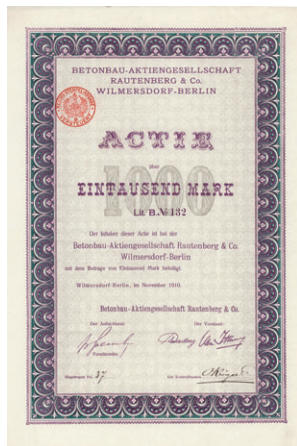 BETONBAU-AKTIENGESELLSCHAFT
RAUTENBERG & Co.
WILMERSDORF-BERLIN
ACTIE
über
1000
EINTAUSEND MARK
Lit. B. № 132
Der Inhaber dieser Actie ist bei der
Betonbau-Aktiengesellschaft Rautenberg & Co.
Wilmersdorf-Berlin
mit dem Betrage von Eintausend Mark beteiligt.
Wilmersdorf-Berlin, im November 1910.
Betonbau-Aktiengesellschaft Rautenberg & Co.
Der Aufsichtsrat: Der Vorstand:
Vorsitzender.
37